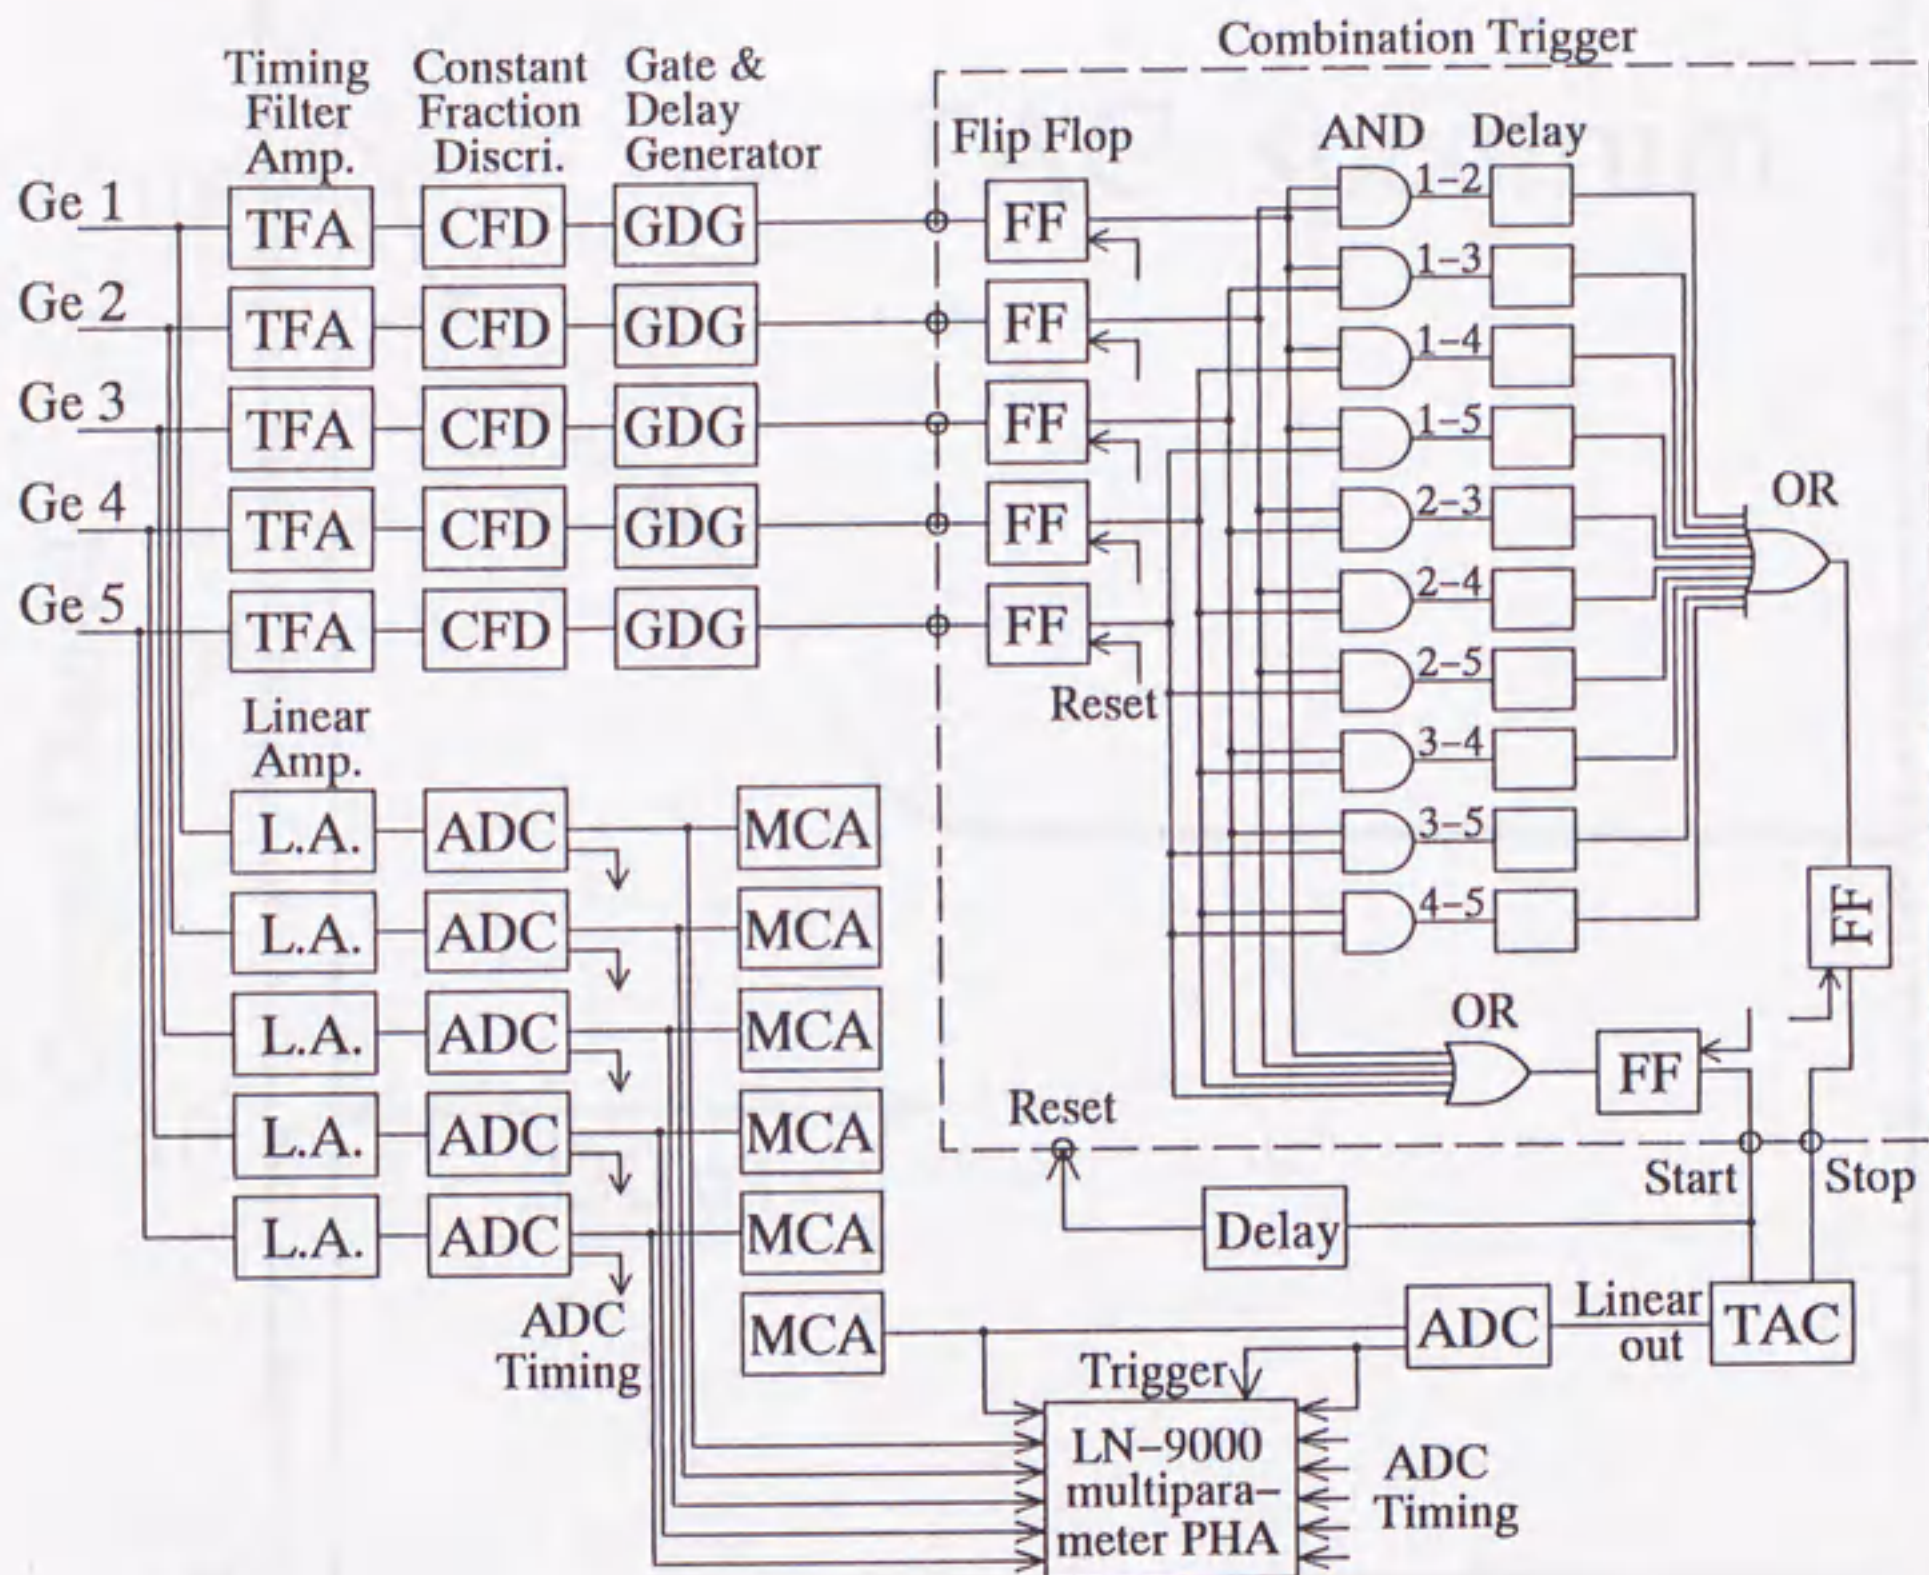 Combination Trigger
Timing Filter Amp.
Constant Fraction Discri.
Gate & Delay Generator
Flip Flop
AND
Delay
Ge 1
TFA
CFD
GDG
FF
1–2
1–3
Ge 2
TFA
CFD
GDG
FF
1–4
Ge 3
TFA
CFD
GDG
FF
1–5
OR
Ge 4
TFA
CFD
GDG
FF
2–3
2–4
Ge 5
TFA
CFD
GDG
FF
2–5
Reset
3–4
3–5
4–5
FF
Linear Amp.
L.A.
ADC
MCA
L.A.
ADC
MCA
L.A.
ADC
MCA
L.A.
ADC
MCA
L.A.
ADC
MCA
ADC Timing
MCA
OR
FF
Reset
Start
Stop
Delay
ADC
Linear out
TAC
Trigger
LN–9000
multipara–
meter PHA
ADC Timing